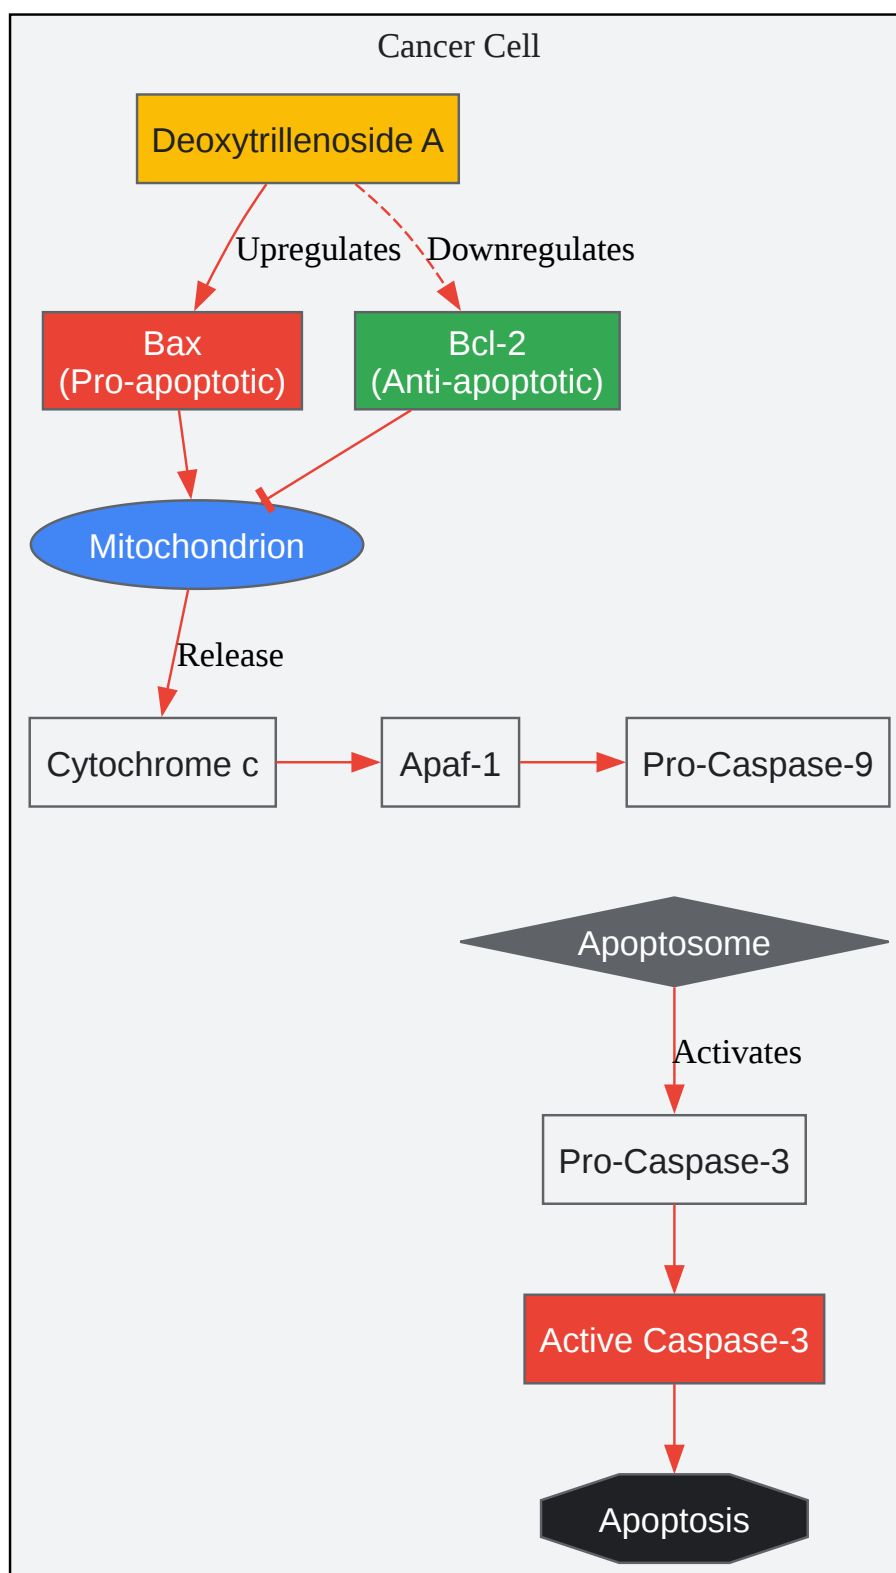 Cancer Cell
Deoxytrillenoside A
Upregulates
Downregulates
Bax
(Pro-apoptotic)
Bcl-2
(Anti-apoptotic)
Mitochondrion
Release
Cytochrome c
Apaf-1
Pro-Caspase-9
Apoptosome
Activates
Pro-Caspase-3
Active Caspase-3
Apoptosis